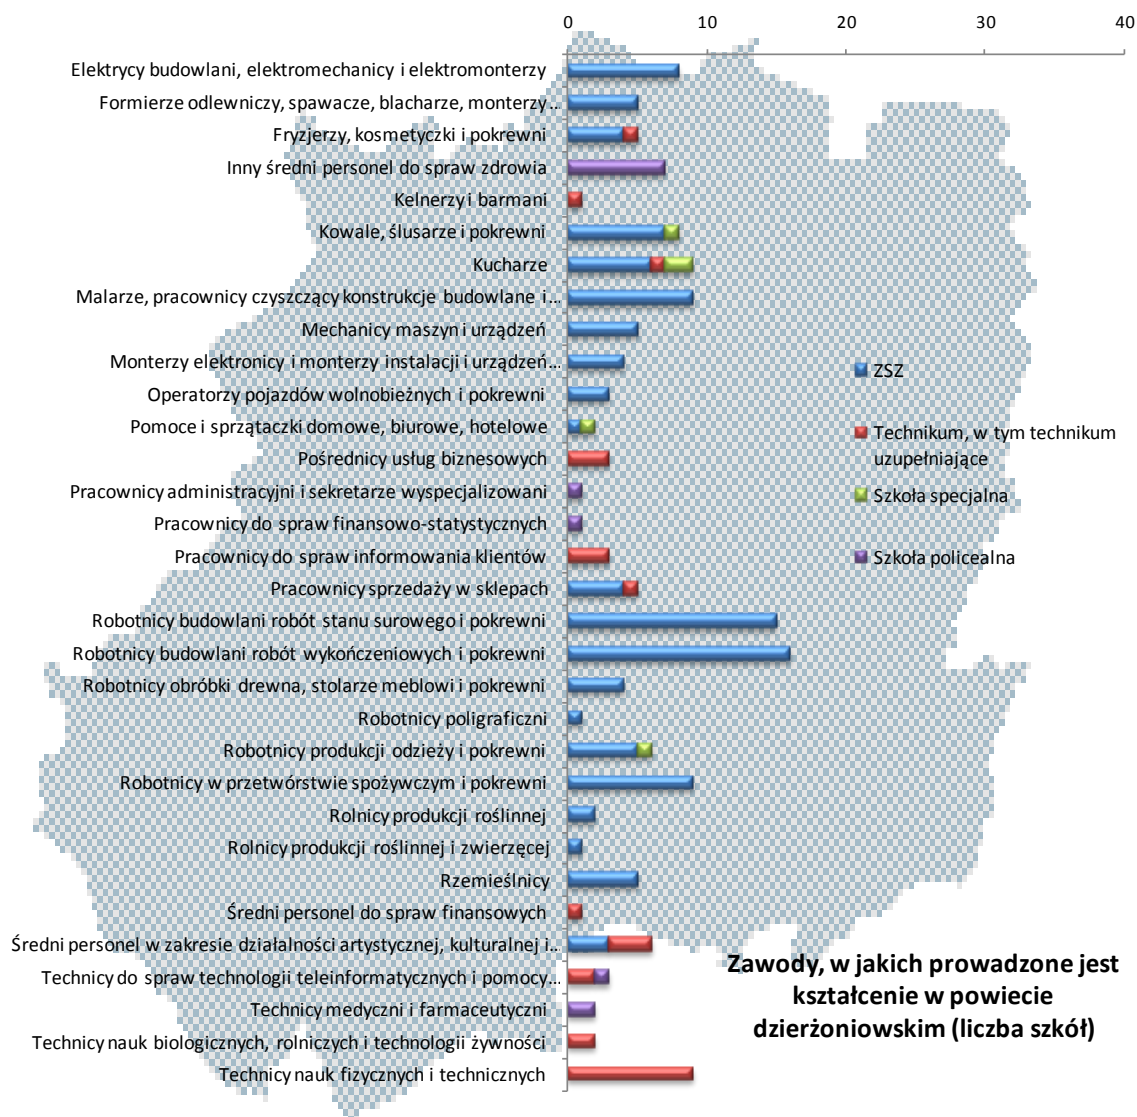 0 10 20 30 40
Elektrycy budowlani, elektromechanicy i elektromonterzy
Formierze odlewniczy, spawacze, blacharze, monterzy…
Fryzjerzy, kosmetyczki i pokrewni
Inny średni personel do spraw zdrowia
Kelnerzy i barmani
Kowale, ślusarze i pokrewni
Kucharze
Malarze, pracownicy czyszczący konstrukcje budowlane i…
Mechanicy maszyn i urządzeń
Monterzy elektronicy i monterzy instalacji i urządzeń…
Operatorzy pojazdów wolnobieżnych i pokrewni
Pomoce i sprzątaczki domowe, biurowe, hotelowe
Pośrednicy usług biznesowych
Pracownicy administracyjni i sekretarze wyspecjalizowani
Pracownicy do spraw finansowo-statystycznych
Pracownicy do spraw informowania klientów
Pracownicy sprzedaży w sklepach
Robotnicy budowlani robót stanu surowego i pokrewni
Robotnicy budowlani robót wykończeniowych i pokrewni
Robotnicy obróbki drewna, stolarze meblowi i pokrewni
Robotnicy poligraficzni
Robotnicy produkcji odzieży i pokrewni
Robotnicy w przetwórstwie spożywczym i pokrewni
Rolnicy produkcji roślinnej
Rolnicy produkcji roślinnej i zwierzęcej
Rzemieślnicy
Średni personel do spraw finansowych
Średni personel w zakresie działalności artystycznej, kulturalnej i…
Technicy do spraw technologii teleinformatycznych i pomocy…
Technicy medyczni i farmaceutyczni
Technicy nauk biologicznych, rolniczych i technologii żywności
Technicy nauk fizycznych i technicznych
ZSZ
Technikum, w tym technikum
uzupełniające
Szkoła specjalna
Szkoła policealna
Zawody, w jakich prowadzone jest
kształcenie w powiecie
dzierżoniowskim (liczba szkół)